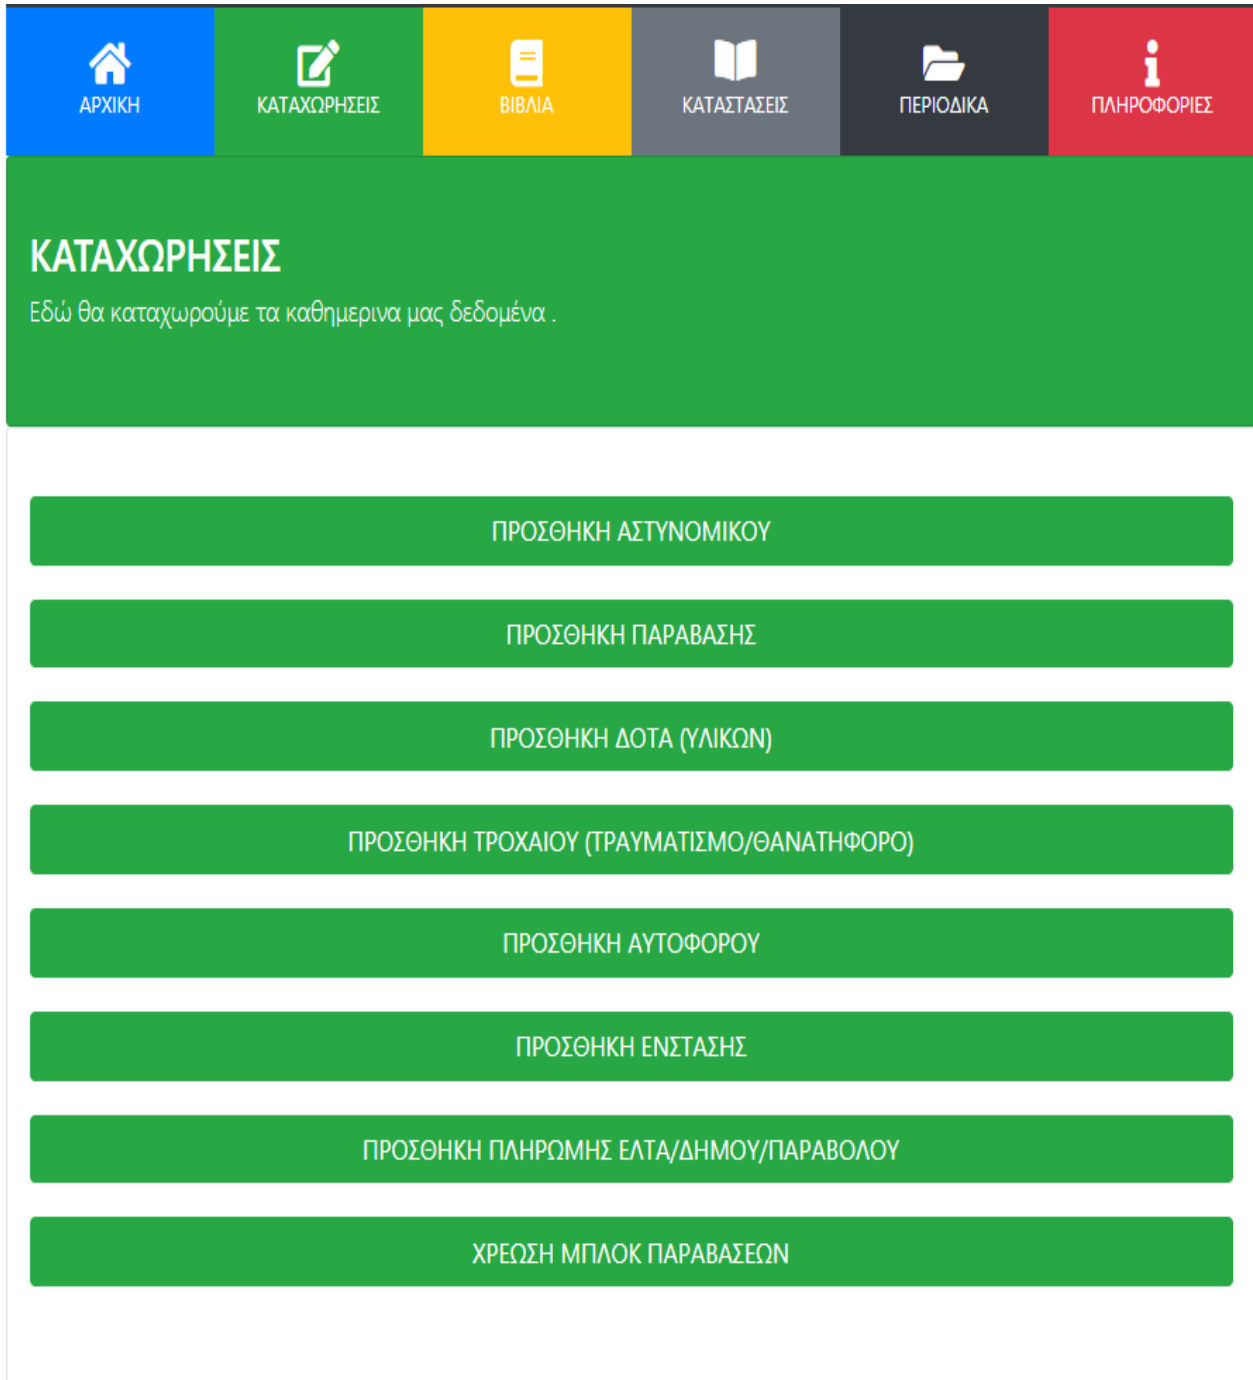 ΑΡΧΙΚΗ ΚΑΤΑΧΩΡΗΣΕΙΣ ΒΙΒΛΙΑ ΚΑΤΑΣΤΑΣΕΙΣ ΠΕΡΙΟΔΙΚΑ ΠΛΗΡΟΦΟΡΙΕΣ
ΚΑΤΑΧΩΡΗΣΕΙΣ
Εδώ θα καταχωρούμε τα καθημερινα μας δεδομένα .
ΠΡΟΣΘΗΚΗ ΑΣΤΥΝΟΜΙΚΟΥ
ΠΡΟΣΘΗΚΗ ΠΑΡΑΒΑΣΗΣ
ΠΡΟΣΘΗΚΗ ΔΟΤΑ (ΥΛΙΚΩΝ)
ΠΡΟΣΘΗΚΗ ΤΡΟΧΑΙΟΥ (ΤΡΑΥΜΑΤΙΣΜΟ/ΘΑΝΑΤΗΦΟΡΟ)
ΠΡΟΣΘΗΚΗ ΑΥΤΟΦΟΡΟΥ
ΠΡΟΣΘΗΚΗ ΕΝΣΤΑΣΗΣ
ΠΡΟΣΘΗΚΗ ΠΛΗΡΩΜΗΣ ΕΛΤΑ/ΔΗΜΟΥ/ΠΑΡΑΒΟΛΟΥ
ΧΡΕΩΣΗ ΜΠΛΟΚ ΠΑΡΑΒΑΣΕΩΝ